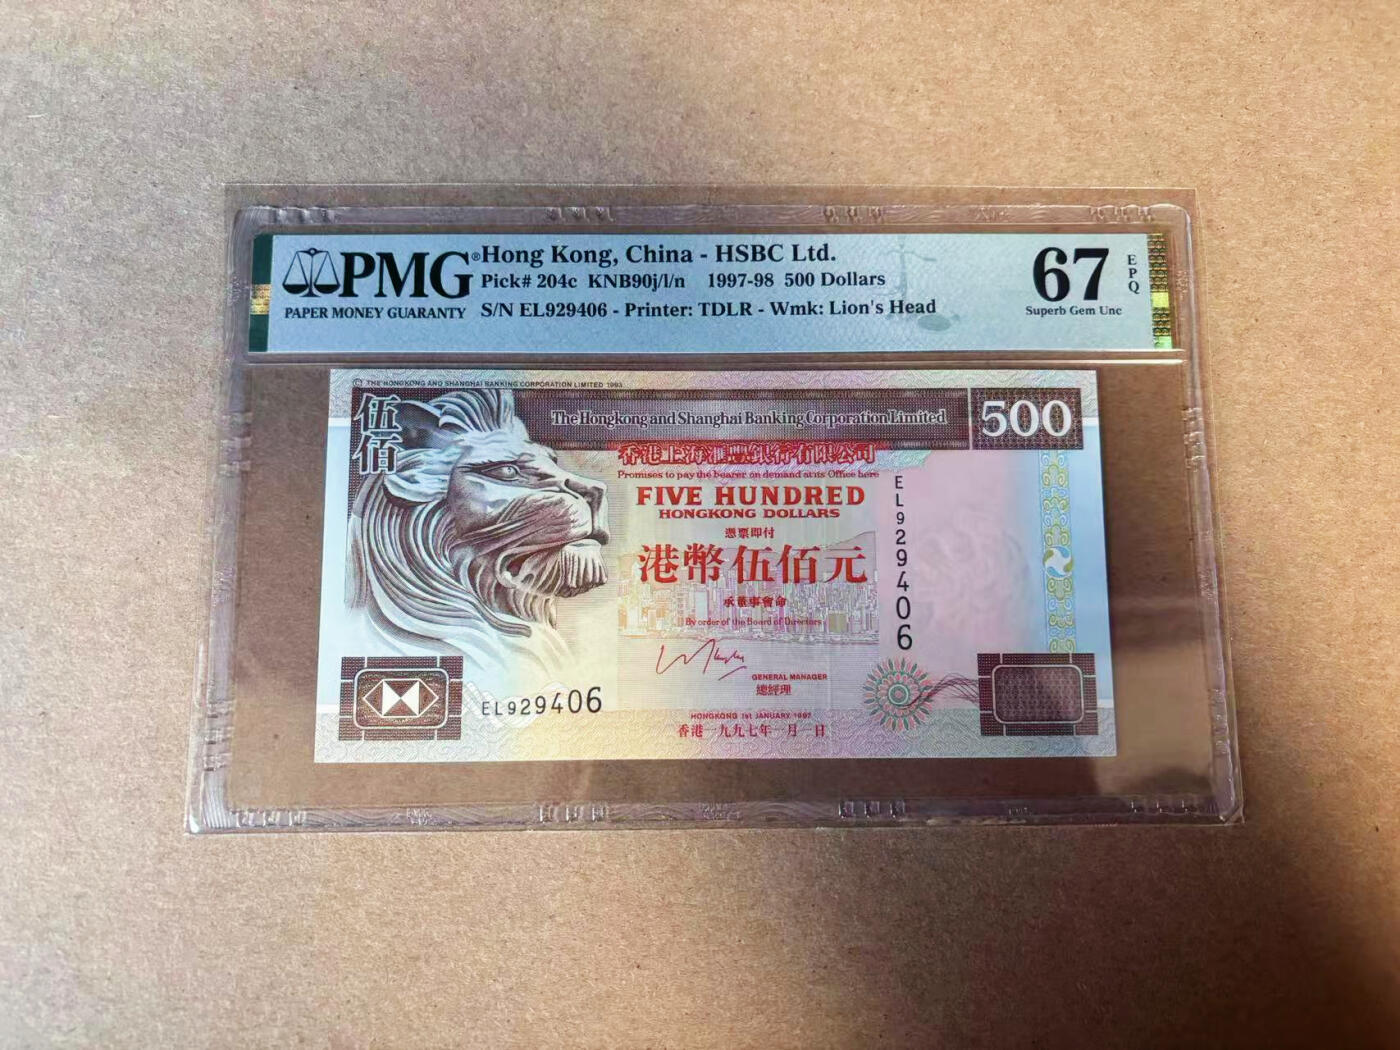 PMG®
PAPER MONEY GUARANTY
Hong Kong, China - HSBC Ltd.
Pick# 204c KNB90j/l/n 1997-98 500 Dollars
S/N EL929406 - Printer: TDLR - Wmk: Lion's Head
67
EPQ
Superb Gem Unc
© THE HONGKONG AND SHANGHAI BANKING CORPORATION LIMITED 1993
伍佰
The Hongkong and Shanghai Banking Corporation Limited
500
香港上海滙豐銀行有限公司
Promises to pay the bearer on demand at its Office here
FIVE HUNDRED
HONGKONG DOLLARS
憑票即付
港幣伍佰元
承董事會命
By order of the Board of Directors
EL929406
GENERAL MANAGER
總經理
EL929406
HONGKONG 1st JANUARY 1997
香港一九九七年一月一日